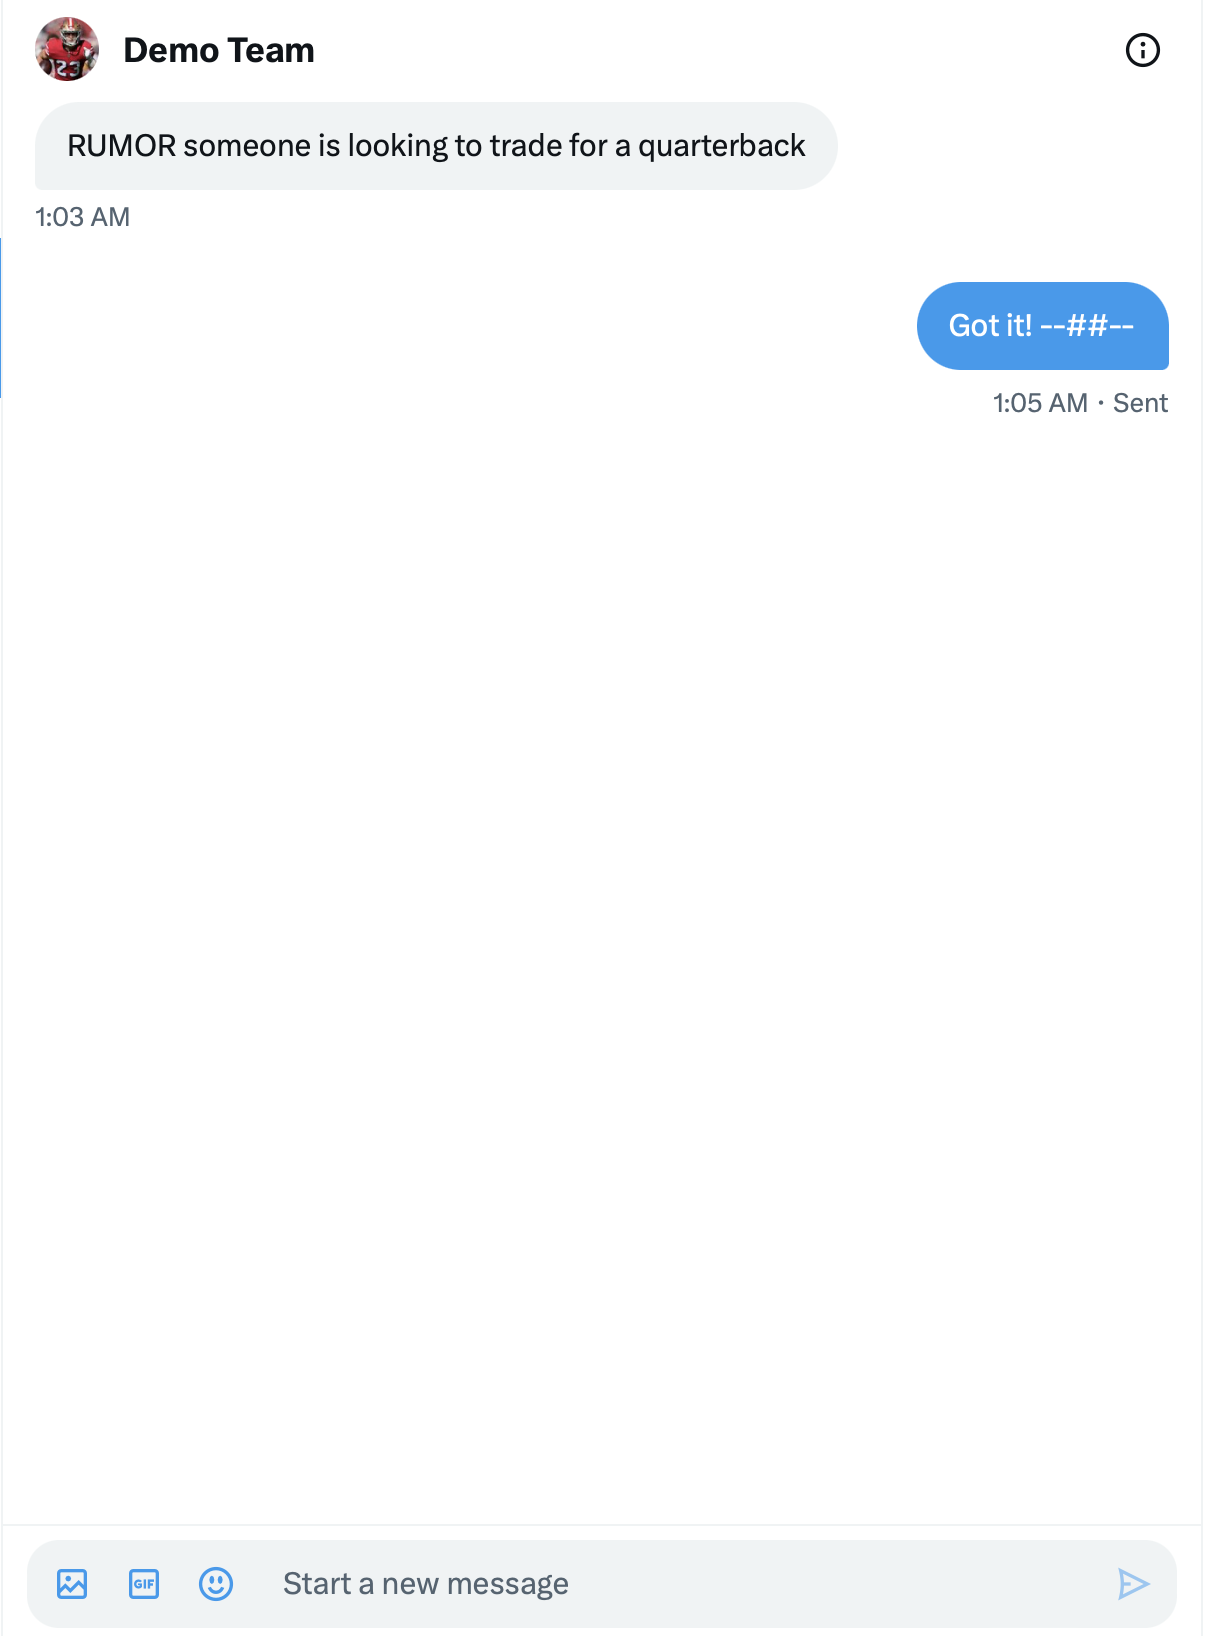 Demo Team
RUMOR someone is looking to trade for a quarterback
1:03 AM
Got it! --##--
1:05 AM · Sent
GIF
Start a new message